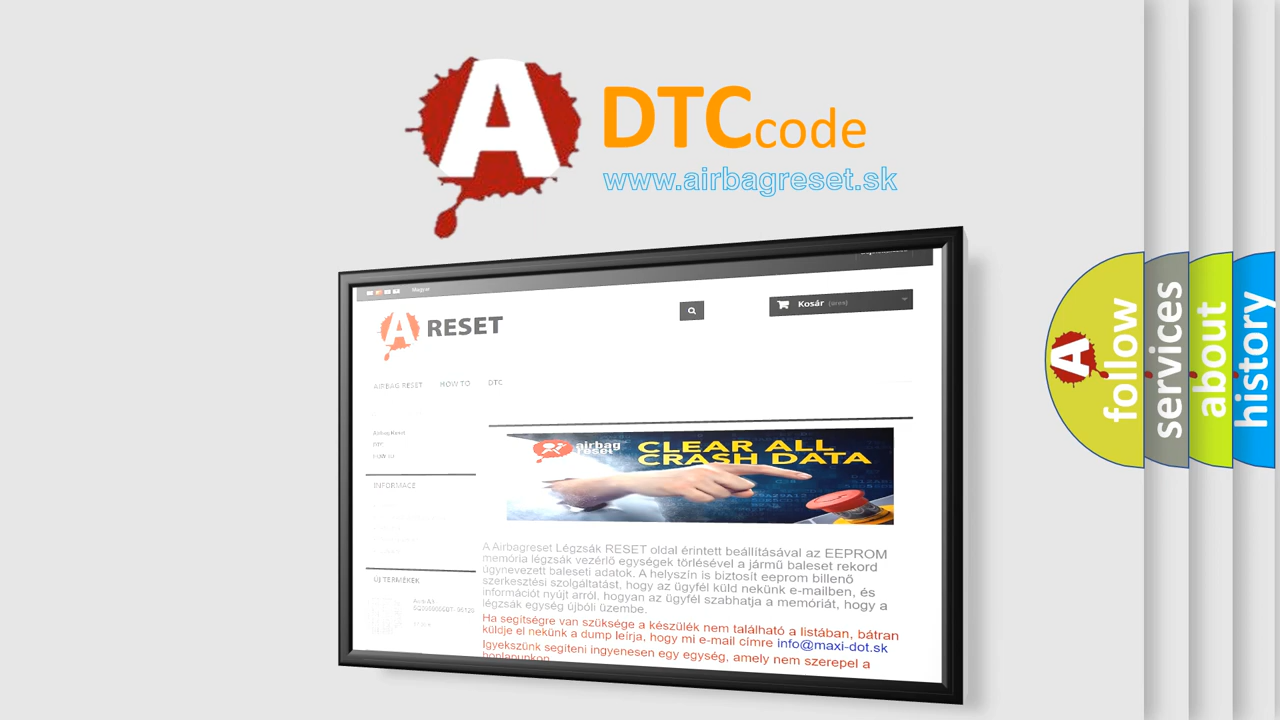 A DTCcode
www.airbagreset.sk
Magyar
A RESET
Kosár (üres)
AIRBAG RESET HOW TO DTC
Airbag Reset
DTC
INFORMACE
airbag
reset
CLEAR ALL
CRASH DATA
A Airbagreset Légzsák RESET oldal érintett beállításával az EEPROM
memória légzsák vezérlő egységek törlésével a jármű baleset rekord
úgynevezett baleseti adatok. A helyszín is biztosít eeprom billenő
szerkesztési szolgáltatást, hogy az ügyfél küld nekünk e-mailben, és
információt nyújt arról, hogyan az ügyfél szabhatja a memóriát, hogy a
légzsák egység újbóli üzembe.
Ha segítségre van szüksége a készülék nem található a listában, bátran
küldje el nekünk a dump leírja, hogy mi e-mail címre info@maxi-dot.sk
Igyekszünk segíteni ingyenesen egy egység, amely nem szerepel a
honlapunkon
ÚJ TERMÉKEK
A follow
services
about
history